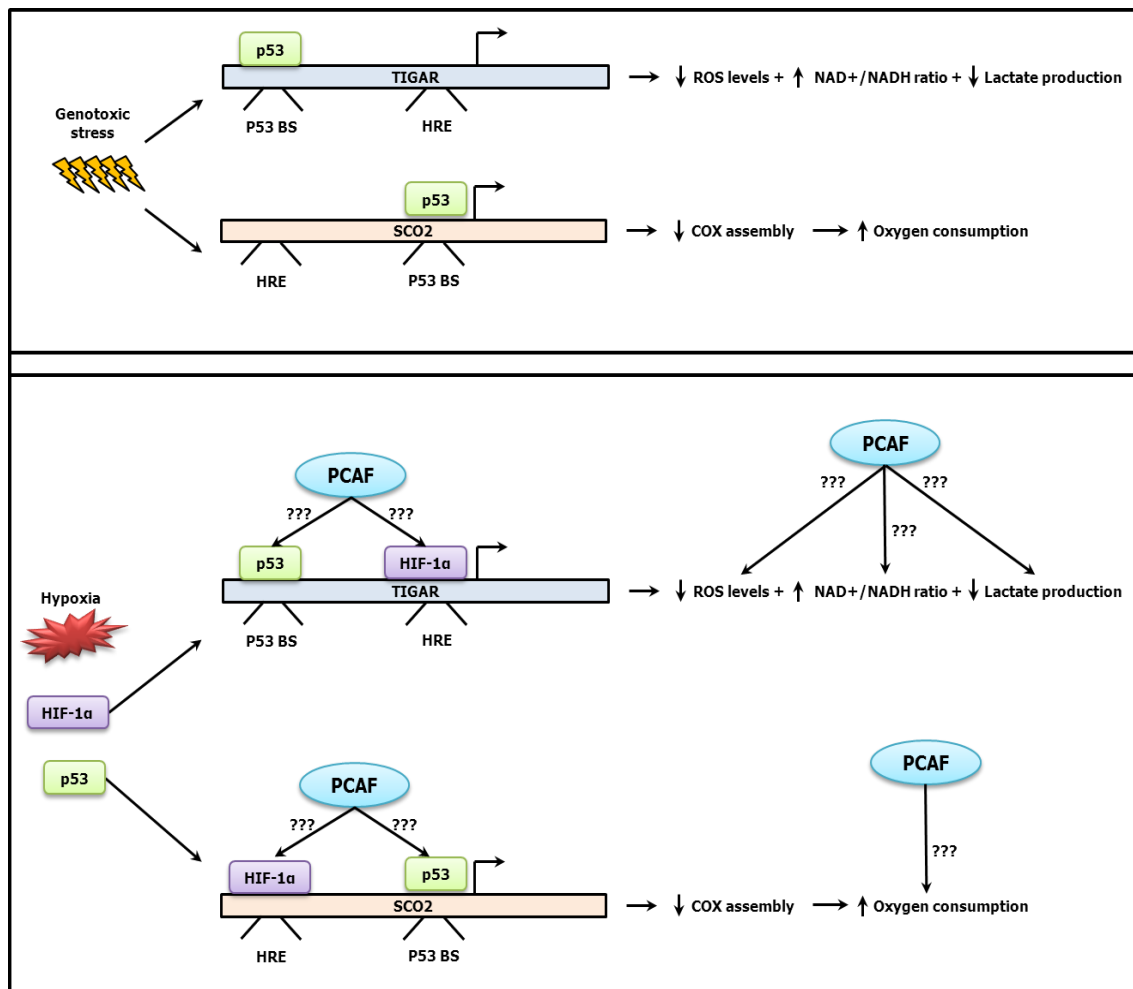 p53
TIGAR
ROS levels + NAD+/NADH ratio + Lactate production
Genotoxic
stress
P53 BS
HRE
p53
SCO2
COX assembly
Oxygen consumption
HRE
P53 BS
PCAF
PCAF
???
???
???
???
???
p53
HIF-1α
TIGAR
ROS levels + NAD+/NADH ratio + Lactate production
Hypoxia
P53 BS
HRE
HIF-1α
p53
PCAF
PCAF
???
???
???
HIF-1α
p53
SCO2
COX assembly
Oxygen consumption
HRE
P53 BS